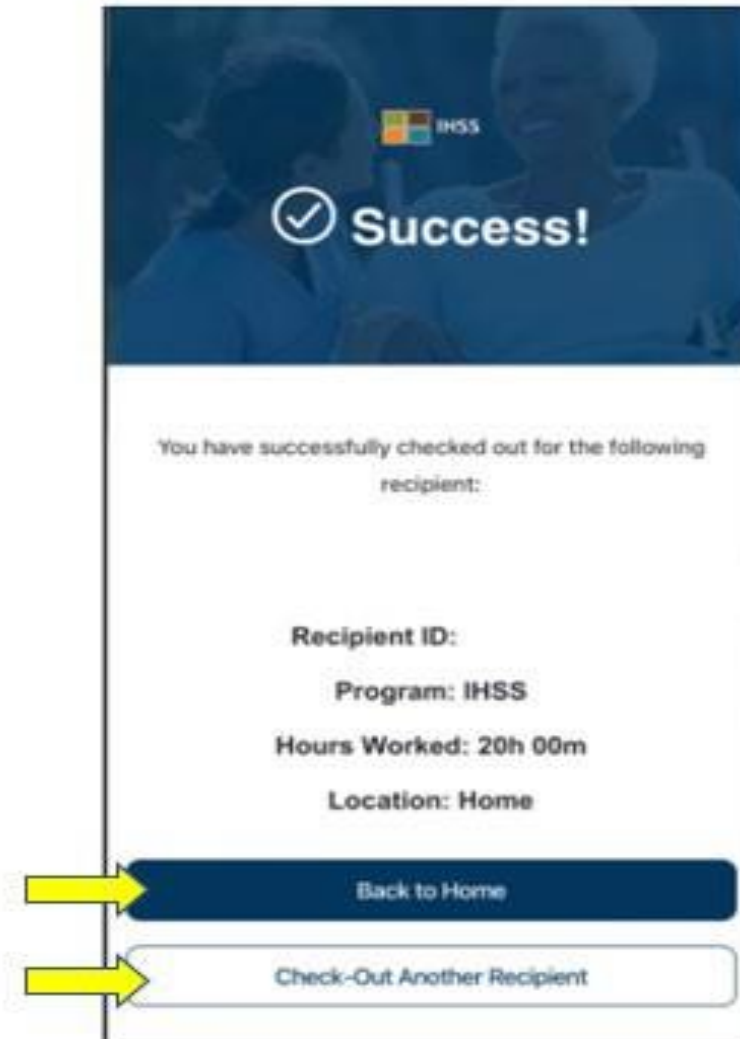 IHSS
Success!
You have successfully checked out for the following
recipient:
Recipient ID:
Program: IHSS
Hours Worked: 20h 00m
Location: Home
Back to Home
Check-Out Another Recipient